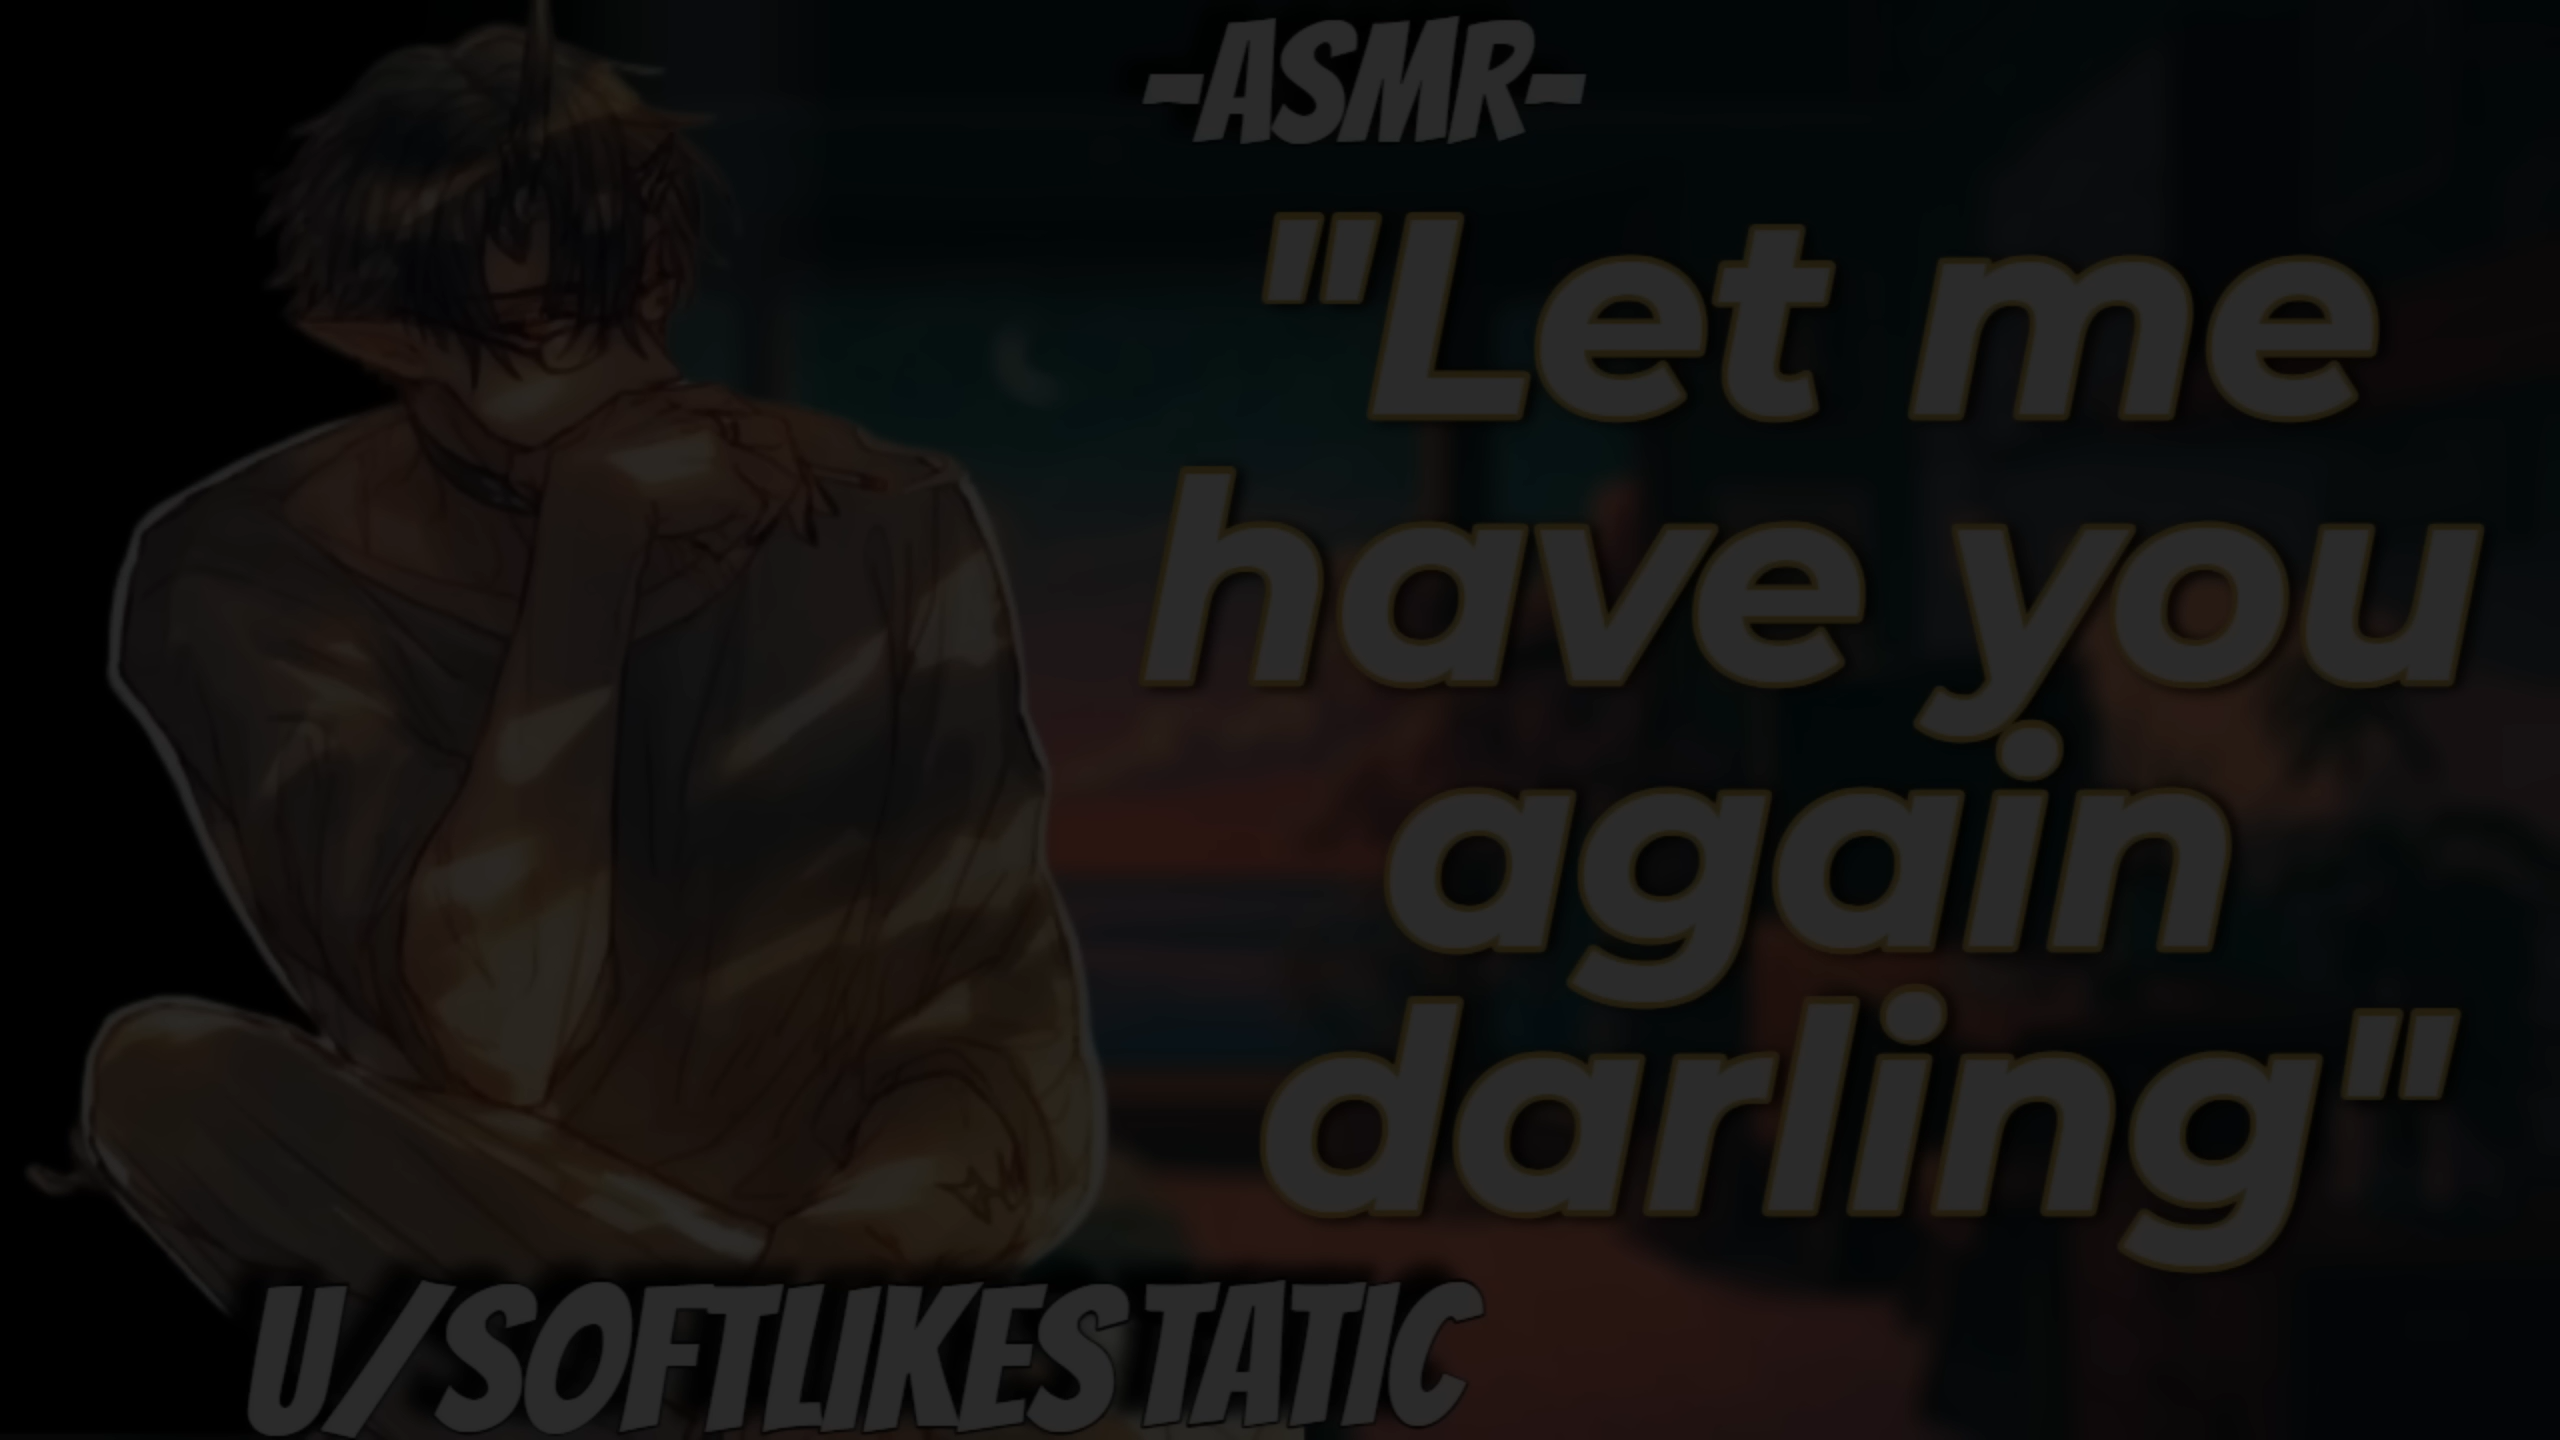 -ASMR-
"Let me
have you
again
darling"
U/SOFTLIKESTATIC